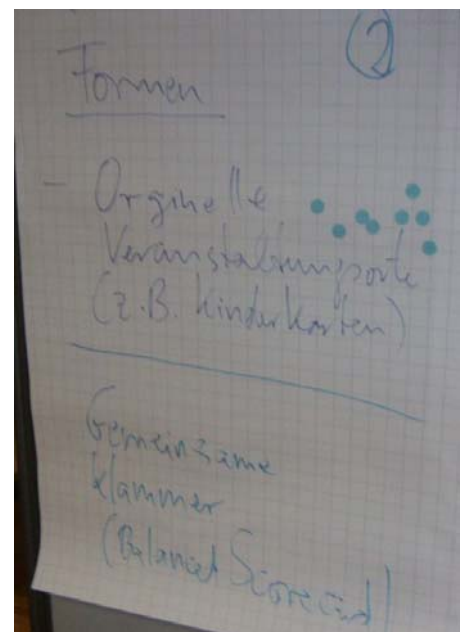 2
Formen
- Orginelle
Veranstaltungsorte
(z.B. Kinderkarten)
Gemeinsame
Klammer
(Balanced Scorecard)